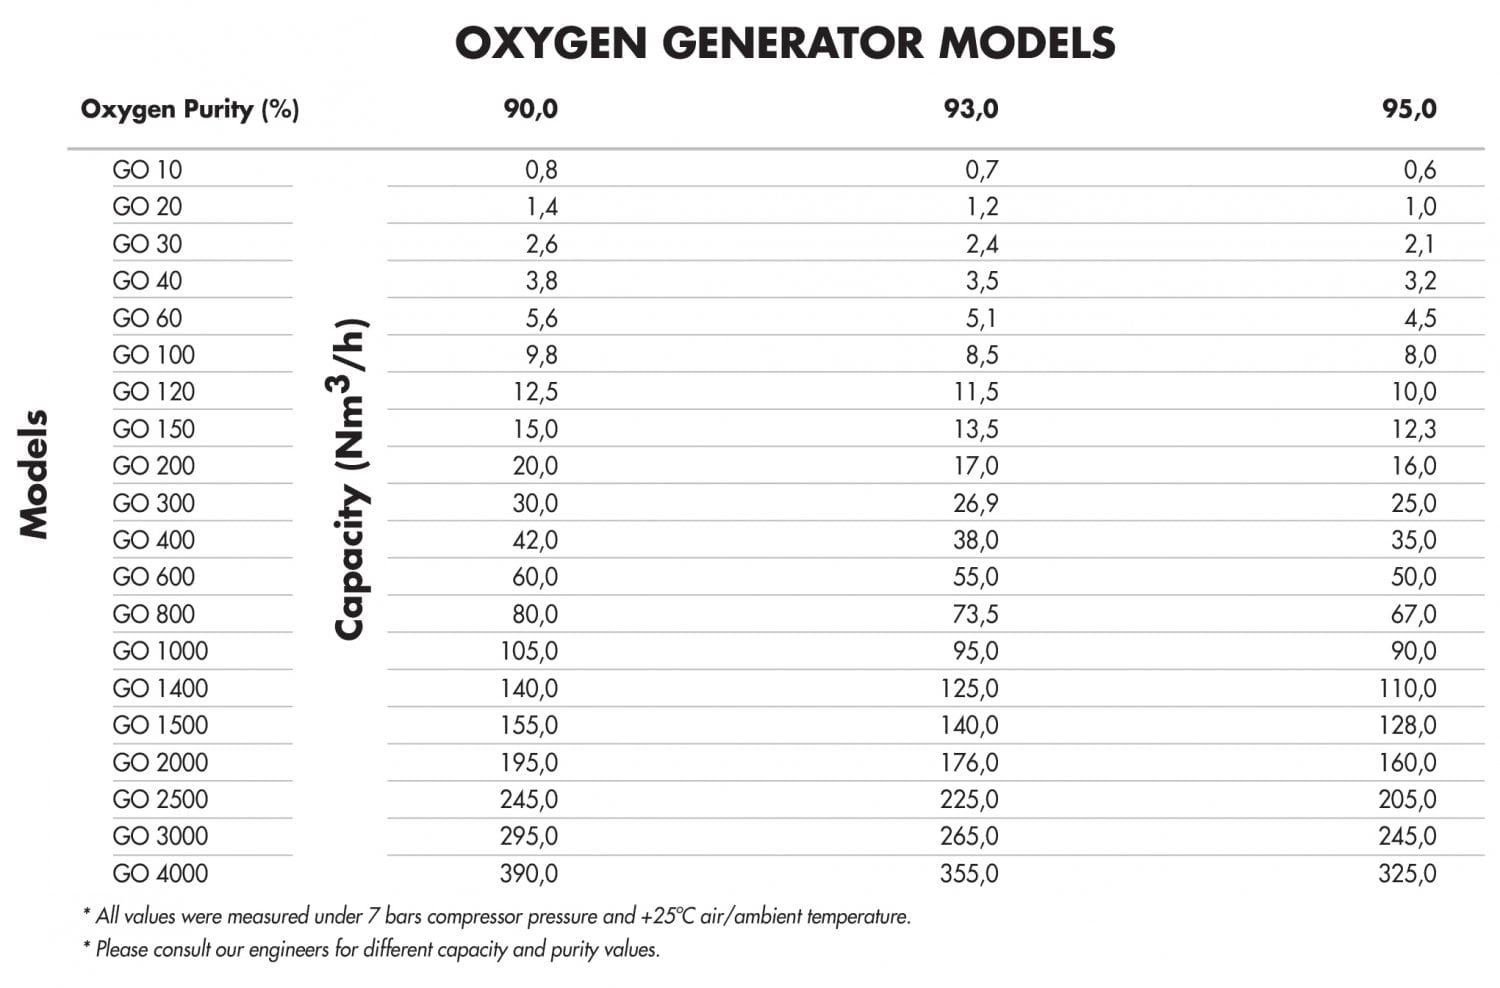 OXYGEN GENERATOR MODELS
Oxygen Purity (%) 90,0 93,0 95,0
Models
Capacity (Nm³/h)
GO 10 0,8 0,7 0,6
GO 20 1,4 1,2 1,0
GO 30 2,6 2,4 2,1
GO 40 3,8 3,5 3,2
GO 60 5,6 5,1 4,5
GO 100 9,8 8,5 8,0
GO 120 12,5 11,5 10,0
GO 150 15,0 13,5 12,3
GO 200 20,0 17,0 16,0
GO 300 30,0 26,9 25,0
GO 400 42,0 38,0 35,0
GO 600 60,0 55,0 50,0
GO 800 80,0 73,5 67,0
GO 1000 105,0 95,0 90,0
GO 1400 140,0 125,0 110,0
GO 1500 155,0 140,0 128,0
GO 2000 195,0 176,0 160,0
GO 2500 245,0 225,0 205,0
GO 3000 295,0 265,0 245,0
GO 4000 390,0 355,0 325,0
* All values were measured under 7 bars compressor pressure and +25°C air/ambient temperature.
* Please consult our engineers for different capacity and purity values.